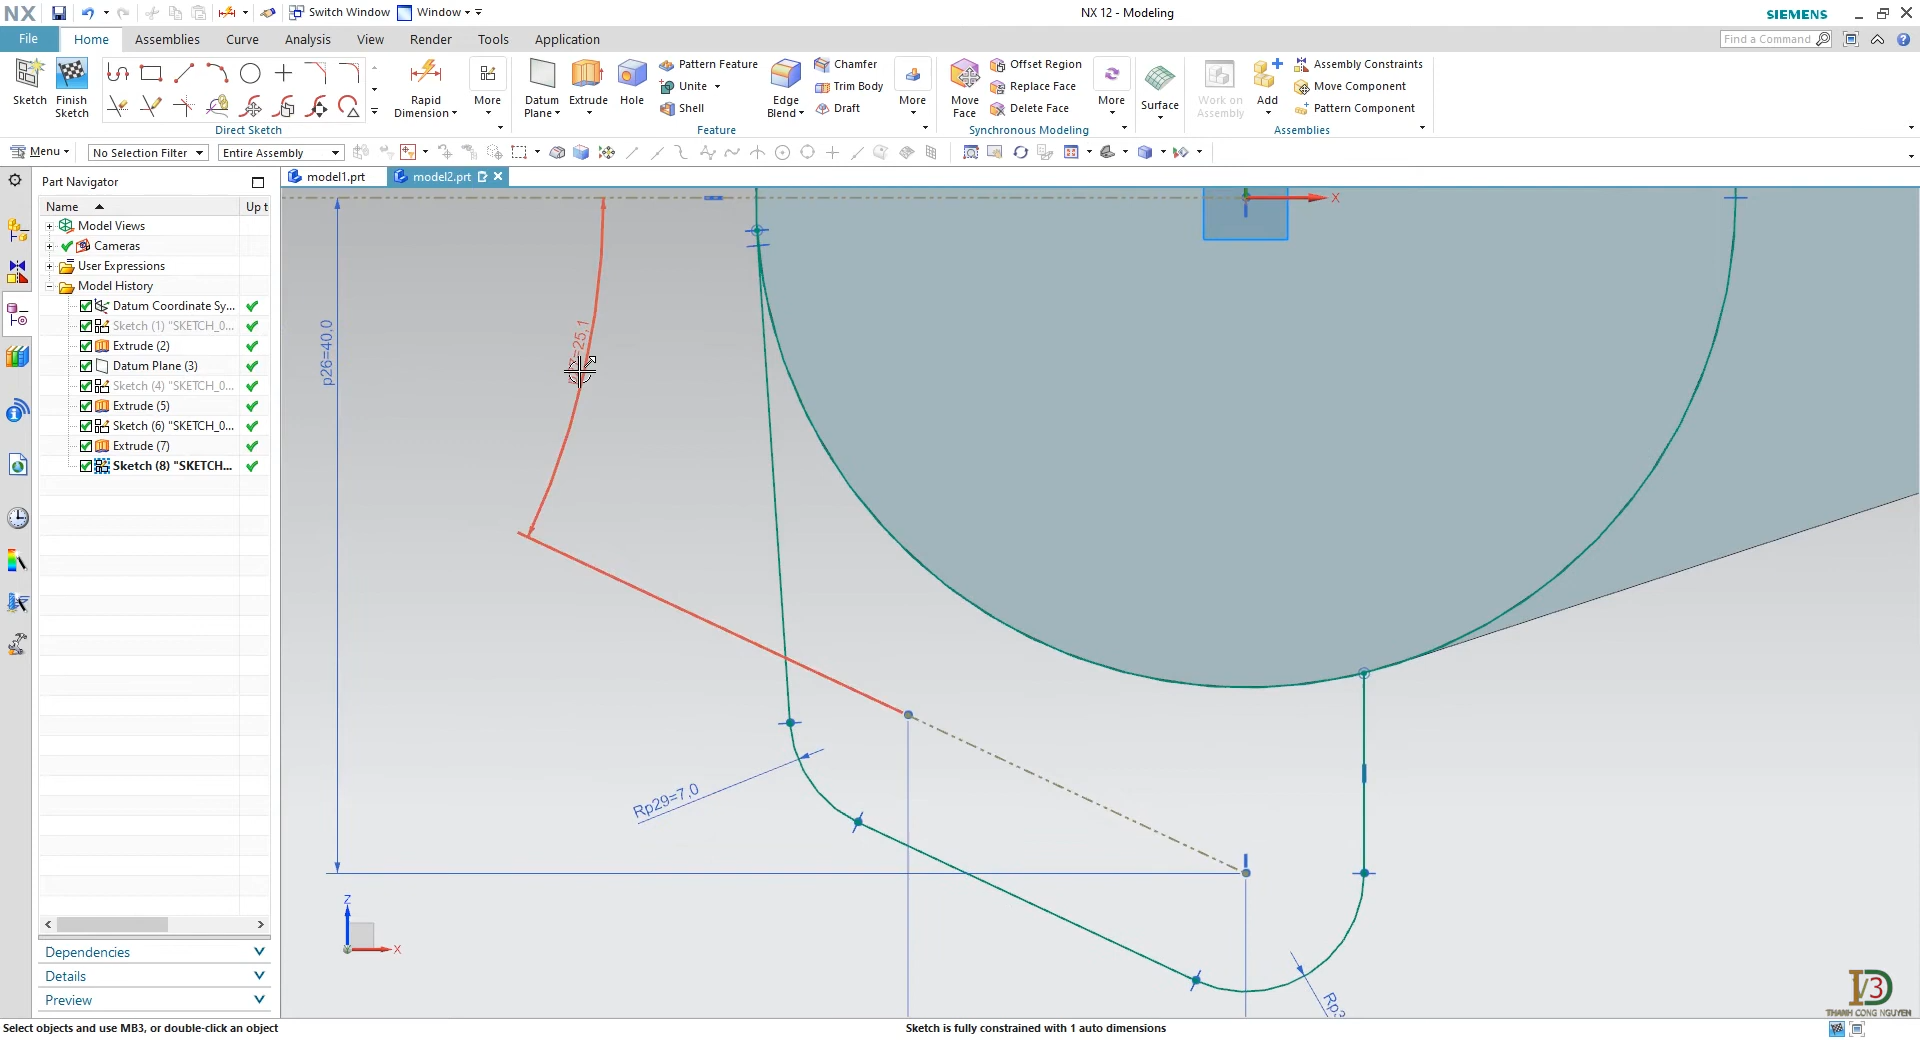 NX
Switch Window
Window
NX 12 - Modeling
SIEMENS
File
Home
Assemblies
Curve
Analysis
View
Render
Tools
Application
Find a Command
Sketch
Finish Sketch
Rapid Dimension
More
Datum Plane
Extrude
Hole
Pattern Feature
Unite
Shell
Edge Blend
Chamfer
Trim Body
Draft
More
Move Face
Offset Region
Replace Face
Delete Face
More
Surface
Work on Assembly
Add
Assembly Constraints
Move Component
Pattern Component
Direct Sketch
Feature
Synchronous Modeling
Assemblies
Menu
No Selection Filter
Entire Assembly
Part Navigator
model1.prt
model2.prt
Name
Up t
Model Views
Cameras
User Expressions
Model History
Datum Coordinate Sy...
Sketch (1) "SKETCH_0...
Extrude (2)
Datum Plane (3)
Sketch (4) "SKETCH_0...
Extrude (5)
Sketch (6) "SKETCH_0...
Extrude (7)
Sketch (8) "SKETCH...
X
p26=40,0
=25,1
Rp29=7,0
Rp3
Z
X
Dependencies
Details
Preview
THANH CONG NGUYEN
Select objects and use MB3, or double-click an object
Sketch is fully constrained with 1 auto dimensions